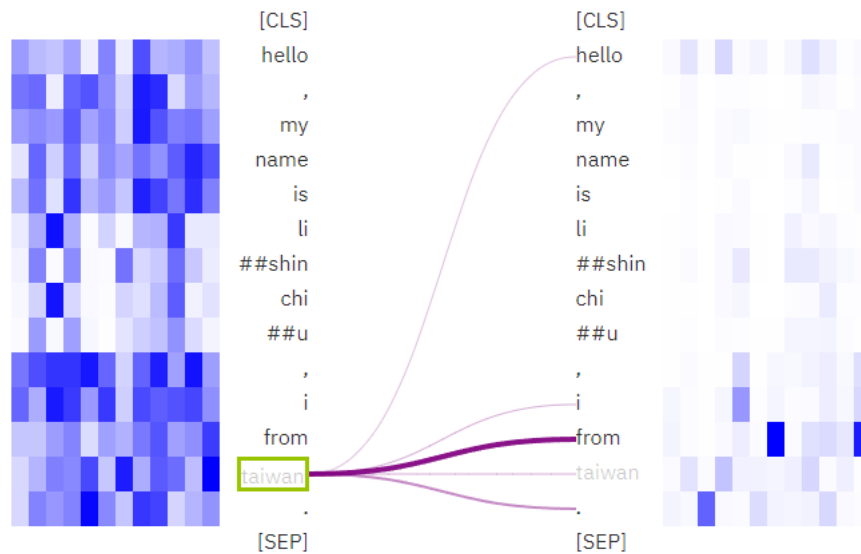 [CLS] [CLS]
hello hello
, ,
my my
name name
is is
li li
##shin ##shin
chi chi
##u ##u
, ,
i i
from from
taiwan taiwan
. .
[SEP] [SEP]